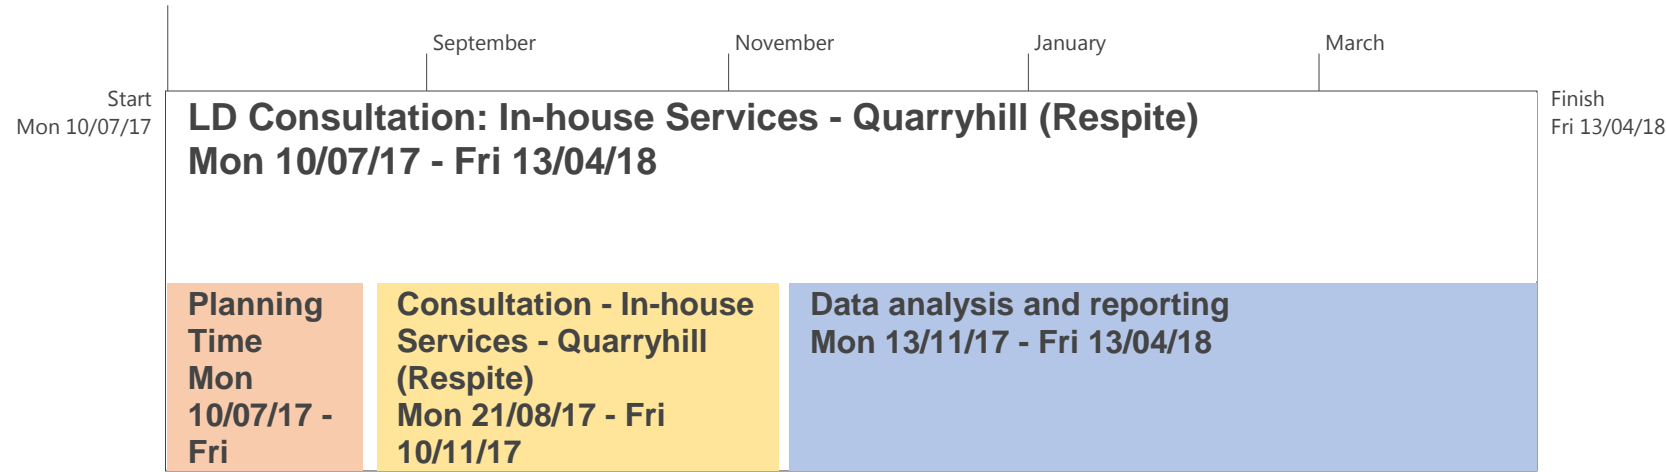 September
November
January
March
Start
Mon 10/07/17
LD Consultation: In-house Services - Quarryhill (Respite)
Mon 10/07/17 - Fri 13/04/18
Finish
Fri 13/04/18
Planning
Time
Mon
10/07/17 -
Fri
Consultation - In-house
Services - Quarryhill
(Respite)
Mon 21/08/17 - Fri
10/11/17
Data analysis and reporting
Mon 13/11/17 - Fri 13/04/18